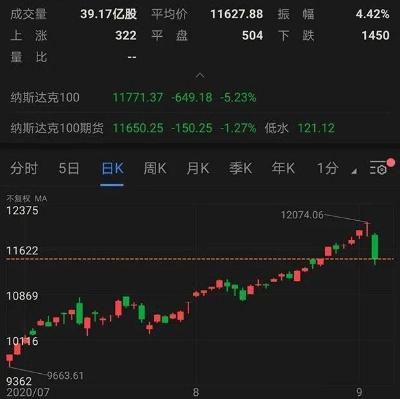 成交量 39.17亿股 平均价 11627.88 振幅 4.42%
上涨 322 平盘 504 下跌 1450
量比 --
纳斯达克100 11771.37 -649.18 -5.23%
纳斯达克100期货 11650.25 -150.25 -1.27% 低水 121.12
分时 5日 日K 周K 月K 季K 年K 1分
不复权 MA
12375
12074.06
11622
10869
10116
9362
9663.61
2020/07 8 9